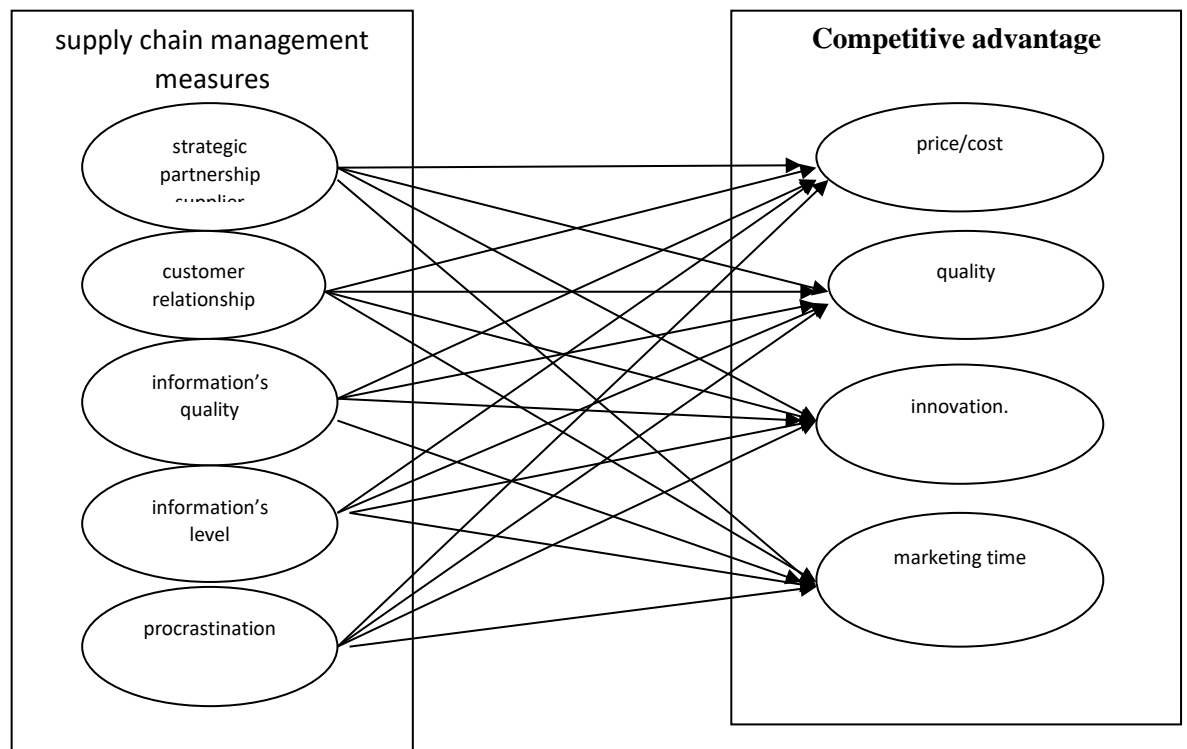 supply chain management
measures
strategic
partnership
supplier
customer
relationship
information’s
quality
information’s
level
procrastination
Competitive advantage
price/cost
quality
innovation.
marketing time